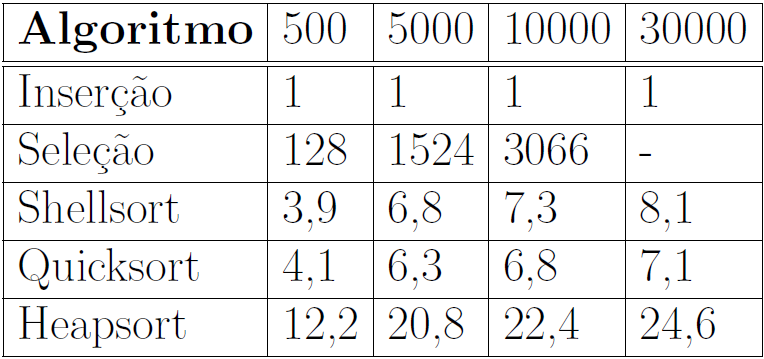 Algoritmo 500 5000 10000 30000
Inserção 1 1 1 1
Seleção 128 1524 3066 -
Shellsort 3,9 6,8 7,3 8,1
Quicksort 4,1 6,3 6,8 7,1
Heapsort 12,2 20,8 22,4 24,6